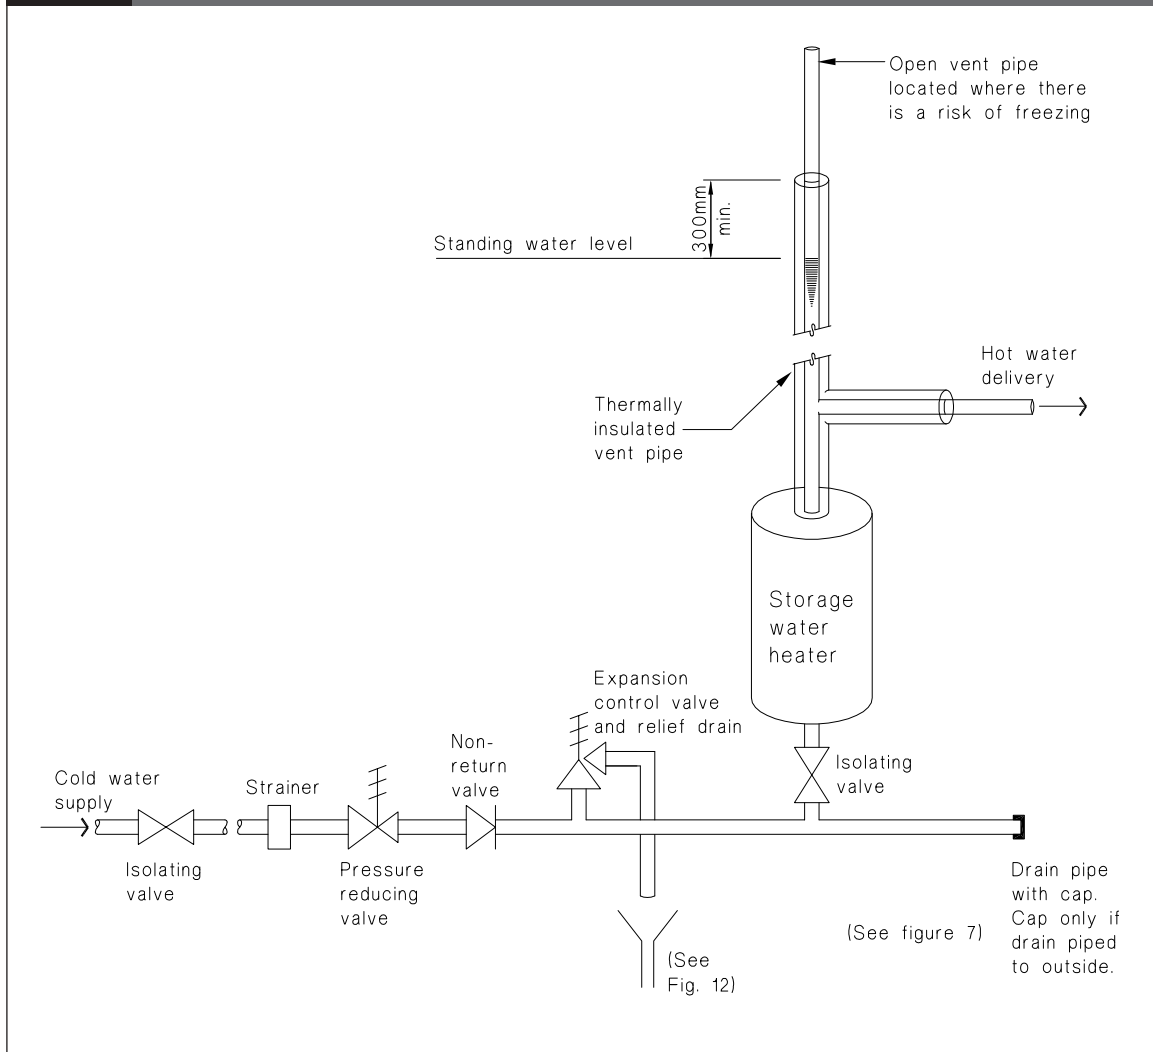 Open vent pipe
located where there
is a risk of freezing
300mm
min.
Standing water level
Hot water
delivery
Thermally
insulated
vent pipe
Storage
water
heater
Expansion
control valve
and relief drain
Non-
return
valve
Isolating
valve
Cold water
supply
Strainer
Isolating
valve
Pressure
reducing
valve
Drain pipe
with cap.
Cap only if
drain piped
to outside.
(See figure 7)
(See
Fig. 12)